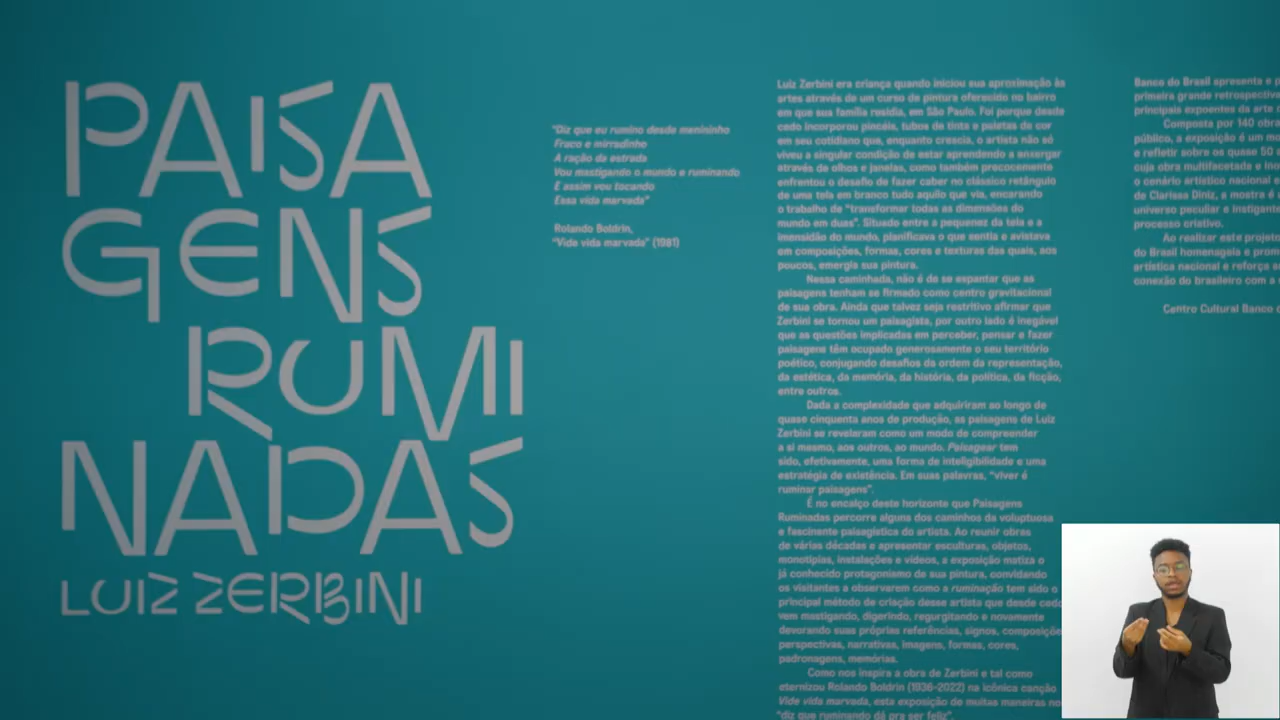 PAISA
GENS
RUMI
NADAS
LUIZ ZERBINI
"Diz que eu rumino desde menininho
Fraco e mirradinho
A ração da estrada
Vou mastigando o mundo e ruminando
E assim vou tocando
Essa vida marvada"
Rolando Boldrin,
"Vide vida marvada" (1981)
Luiz Zerbini era criança quando iniciou sua aproximação às
artes através de um curso de pintura oferecido no bairro
em que sua família residia, em São Paulo. Foi porque desde
cedo incorporou pincéis, tubos de tinta e paletas de cor
em seu cotidiano que, enquanto crescia, o artista não só
viveu a singular condição de estar aprendendo a enxergar
através de olhos e janelas, como também precocemente
enfrentou o desafio de fazer caber no clássico retângulo
de uma tela em branco tudo aquilo que via, encarando
o trabalho de "transformar todas as dimensões do
mundo em duas". Situado entre a pequenez da tela e a
imensidão do mundo, planificava o que sentia e avistava
em composições, formas, cores e texturas das quais, aos
poucos, emergia sua pintura.
Nessa caminhada, não é de se espantar que as
paisagens tenham se firmado como centro gravitacional
de sua obra. Ainda que talvez seja restritivo afirmar que
Zerbini se tornou um paisagista, por outro lado é inegável
que as questões implicadas em perceber, pensar e fazer
paisagens têm ocupado generosamente o seu território
poético, conjugando desafios da ordem da representação,
da estética, da memória, da história, da política, da ficção,
entre outros.
Dada a complexidade que adquiriram ao longo de
quase cinquenta anos de produção, as paisagens de Luiz
Zerbini se revelaram como um modo de compreender
a si mesmo, aos outros, ao mundo. Paisagear tem
sido, efetivamente, uma forma de inteligibilidade e uma
estratégia de existência. Em suas palavras, "viver é
ruminar paisagens".
É no encalço deste horizonte que Paisagens
Ruminadas percorre alguns dos caminhos da voluptuosa
e fascinante paisagística do artista. Ao reunir obras
de várias décadas e apresentar esculturas, objetos,
monotipias, instalações e vídeos, a exposição matiza o
já conhecido protagonismo de sua pintura, convidando
os visitantes a observarem como a ruminação tem sido o
principal método de criação desse artista que desde cedo
vem mastigando, digerindo, regurgitando e novamente
devorando suas próprias referências, signos, composiçõe
perspectivas, narrativas, imagens, formas, cores,
padronagens, memórias.
Como nos inspira a obra de Zerbini e tal como
eternizou Rolando Boldrin (1936-2022) na icônica canção
Vide vida marvada, esta exposição de muitas maneiras no
"diz que ruminando dá pra ser feliz".
Banco do Brasil apresenta e p
primeira grande retrospectiva
principais expoentes da arte
Composta por 140 obra
público, a exposição é um me
e refletir sobre os quase 50
cuja obra multifacetada e ino
o cenário artístico nacional e
de Clarissa Diniz, a mostra é
universo peculiar e instigante
processo criativo.
Ao realizar este projeto
do Brasil homenageia e prom
artística nacional e reforça e
conexão do brasileiro com a
Centro Cultural Banco